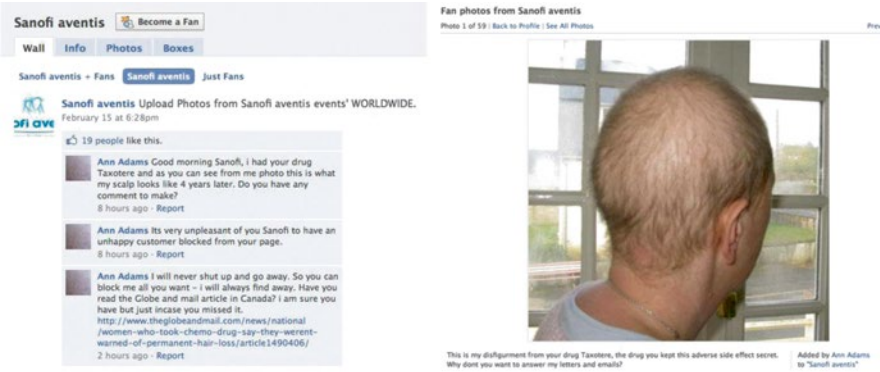 Sanofi aventis
Become a Fan
Wall Info Photos Boxes
Sanofi aventis + Fans Sanofi aventis Just Fans
Sanofi aventis Upload Photos from Sanofi aventis events' WORLDWIDE.
February 15 at 6:28pm
ofi ave
19 people like this.
Ann Adams Good morning Sanofi, i had your drug
Taxotere and as you can see from me photo this is what
my scalp looks like 4 years later. Do you have any
comment to make?
8 hours ago · Report
Ann Adams Its very unpleasant of you Sanofi to have an
unhappy customer blocked from your page.
8 hours ago · Report
Ann Adams I will never shut up and go away. So you can
block me all you want – i will always find away. Have you
read the Globe and mail article in Canada? i am sure you
have but just incase you missed it.
http://www.theglobeandmail.com/news/national
/women-who-took-chemo-drug-say-they-werent-
warned-of-permanent-hair-loss/article1490406/
2 hours ago · Report
Fan photos from Sanofi aventis
Photo 1 of 59 | Back to Profile | See All Photos
Prev
This is my disfigurment from your drug Taxotere, the drug you kept this adverse side effect secret.
Why dont you want to answer my letters and emails?
Added by Ann Adams
to "Sanofi aventis"